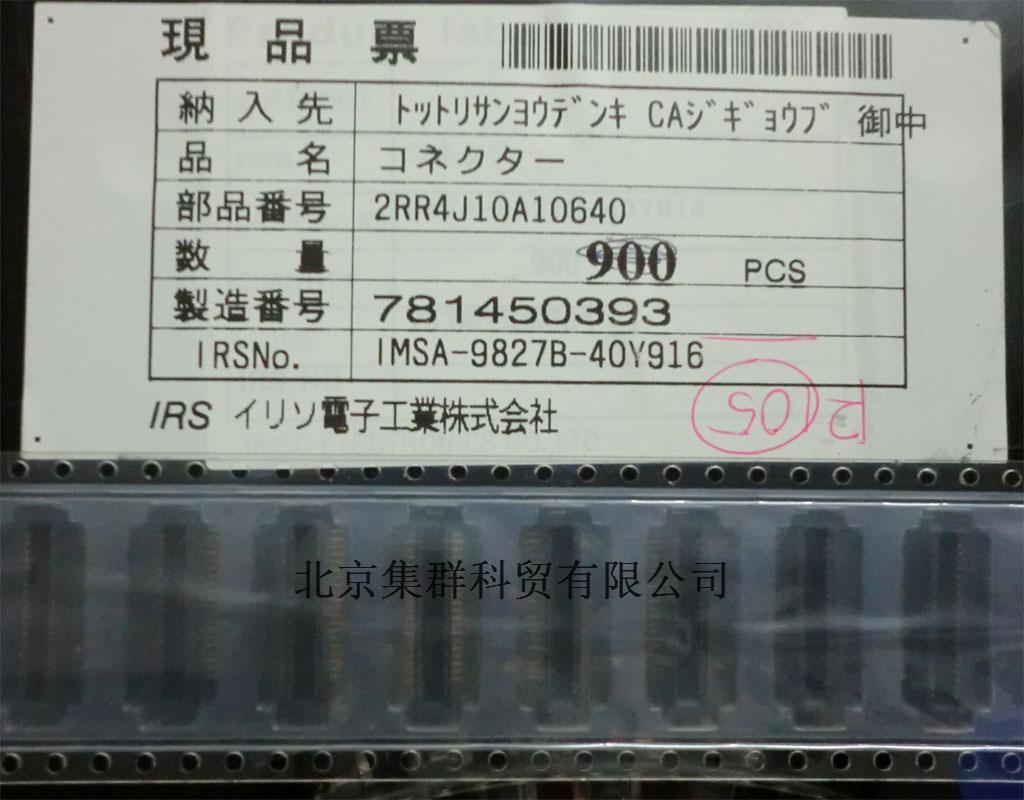 現品票
納入先 トットリサンヨウデンキ CAジギョウブ 御中
品名 コネクター
部品番号 2RR4J10A10640
数量 900 PCS
製造番号 781450393
IRSNo. IMSA-9827B-40Y916
IRS イリソ電子工業株式会社
北京集群科贸有限公司